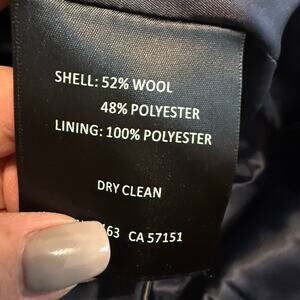 SHELL: 52% WOOL
48% POLYESTER
LINING: 100% POLYESTER
DRY CLEAN
63 CA 57151